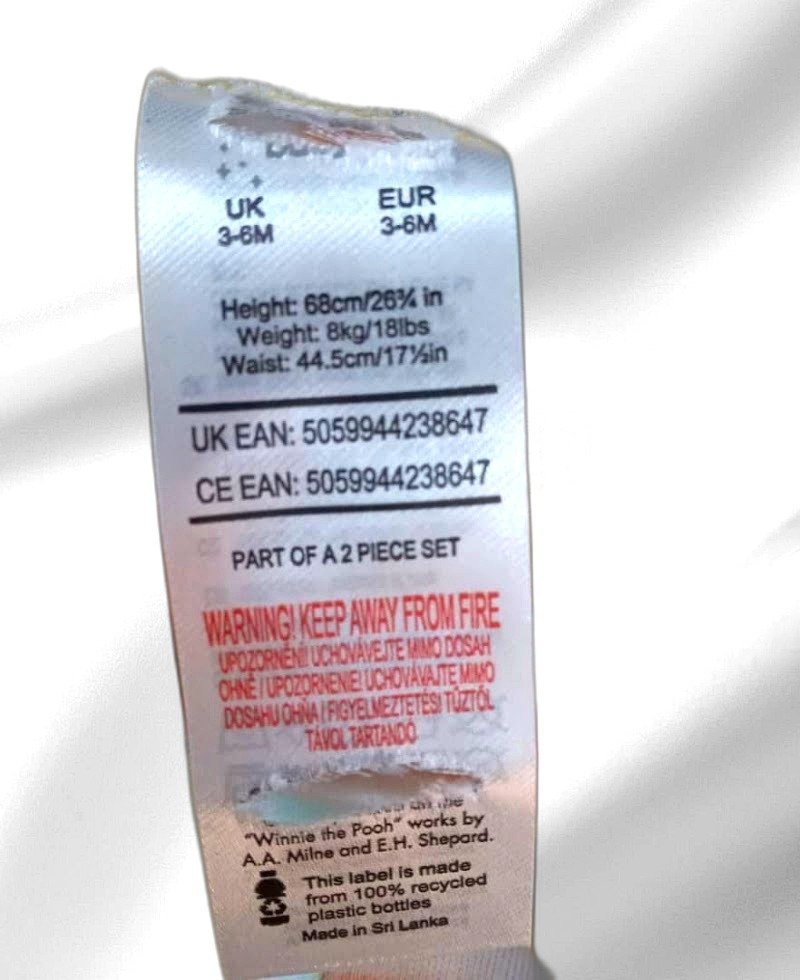 UK EUR
3-6M 3-6M
Height: 68cm/26¾ in
Weight: 8kg/18lbs
Waist: 44.5cm/17½in
UK EAN: 5059944238647
CE EAN: 5059944238647
PART OF A 2 PIECE SET
WARNING! KEEP AWAY FROM FIRE
UPOZORNĚNÍ! UCHOVÁVEJTE MIMO DOSAH
OHNĚ / UPOZORNENIE! UCHOVÁVAJTE MIMO
DOSAHU OHŇA / FIGYELMEZTETÉS! TŰZTŐL
TÁVOL TARTANDÓ
the
"Winnie the Pooh" works by
A.A. Milne and E.H. Shepard.
This label is made
from 100% recycled
plastic bottles
Made in Sri Lanka